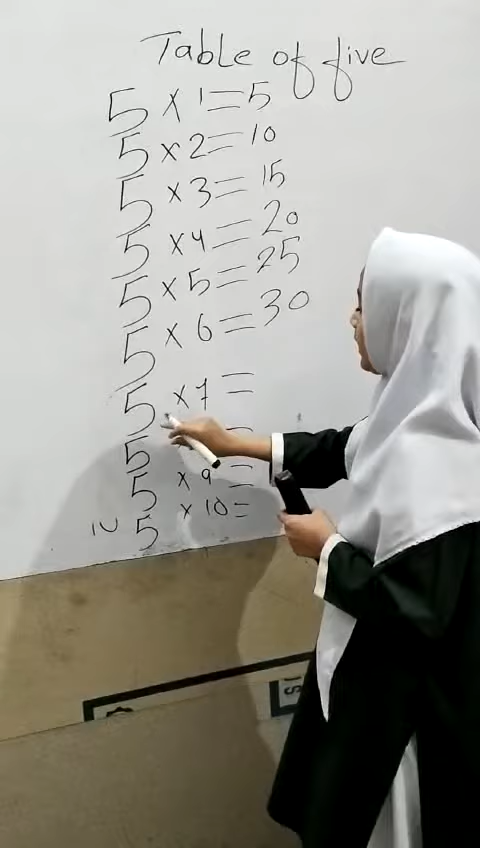 Table of five
5 × 1 = 5
5 × 2 = 10
5 × 3 = 15
5 × 4 = 20
5 × 5 = 25
5 × 6 = 30
5 × 7 =
5 =
5 × 9 =
5 × 10 =